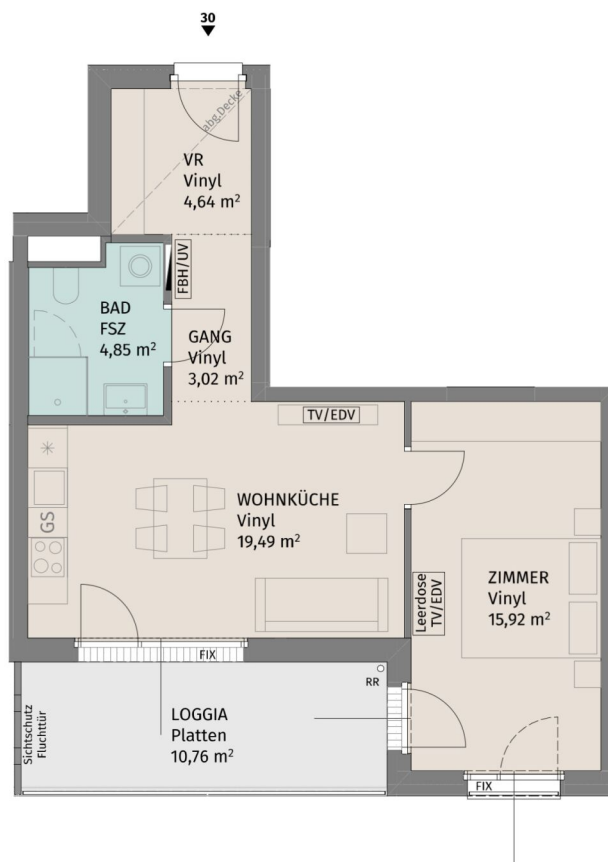 30
abg.Decke
VR
Vinyl
4,64 m²
FBH/UV
BAD
FSZ
4,85 m²
GANG
Vinyl
3,02 m²
TV/EDV
GS
WOHNKÜCHE
Vinyl
19,49 m²
Leerdose
TV/EDV
ZIMMER
Vinyl
15,92 m²
FIX
RR
Sichtschutz
Fluchttür
LOGGIA
Platten
10,76 m²
FIX